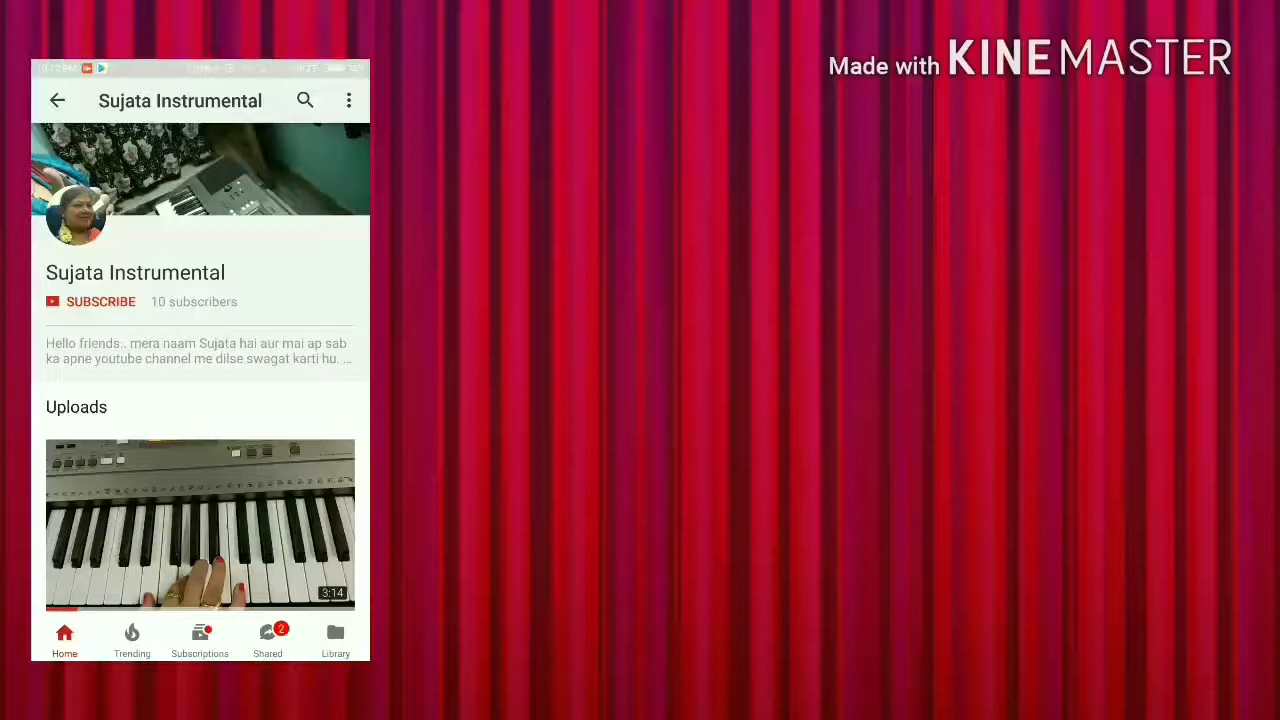 Made with KINEMASTER
Sujata Instrumental
Sujata Instrumental
SUBSCRIBE 10 subscribers
Hello friends.. mera naam Sujata hai aur mai ap sab
ka apne youtube channel me dilse swagat karti hu. ...
Uploads
3:14
2
Home Trending Subscriptions Shared Library